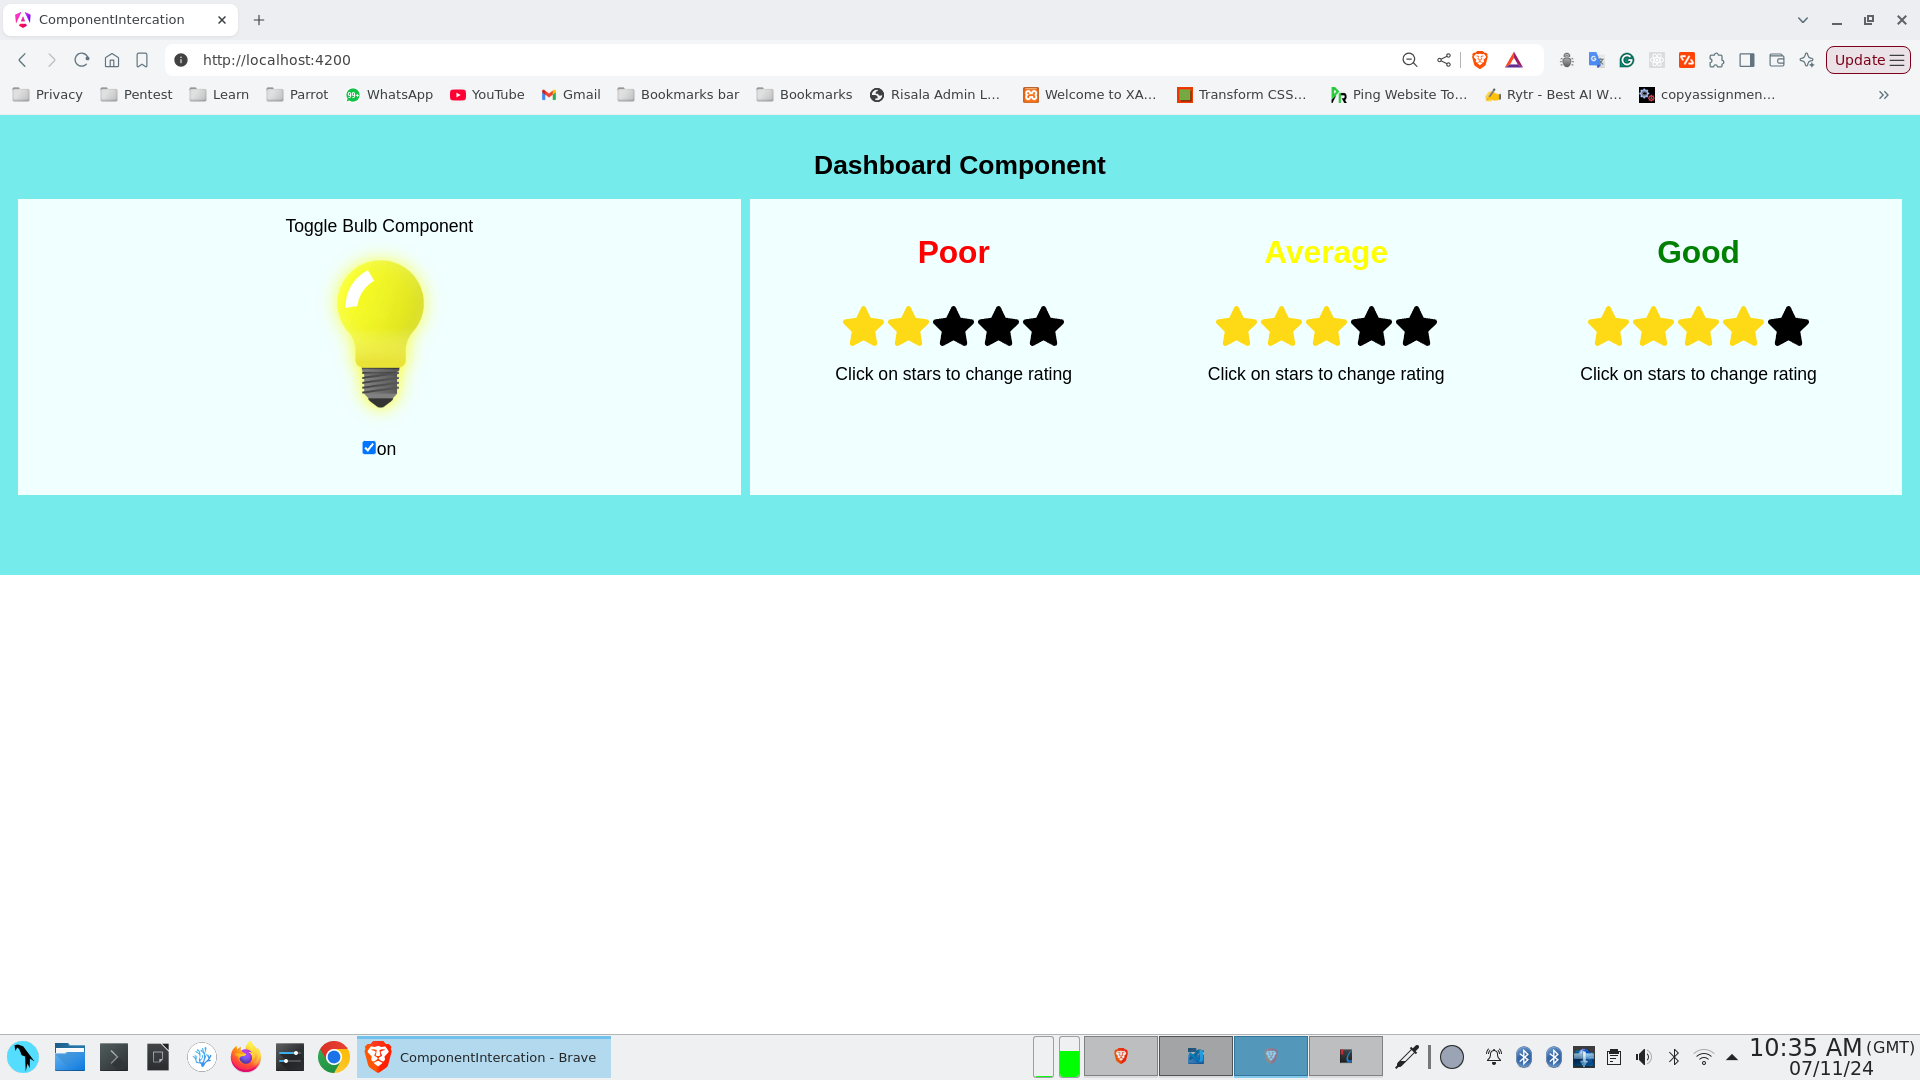 ComponentIntercation
http://localhost:4200
Update
Privacy
Pentest
Learn
Parrot
99+
WhatsApp
YouTube
Gmail
Bookmarks bar
Bookmarks
Risala Admin L...
Welcome to XA...
Transform CSS...
Ping Website To...
Rytr - Best AI W...
copyassignmen...
Dashboard Component
Toggle Bulb Component
on
Poor
Average
Good
Click on stars to change rating
Click on stars to change rating
Click on stars to change rating
ComponentIntercation - Brave
10:35 AM (GMT)
07/11/24